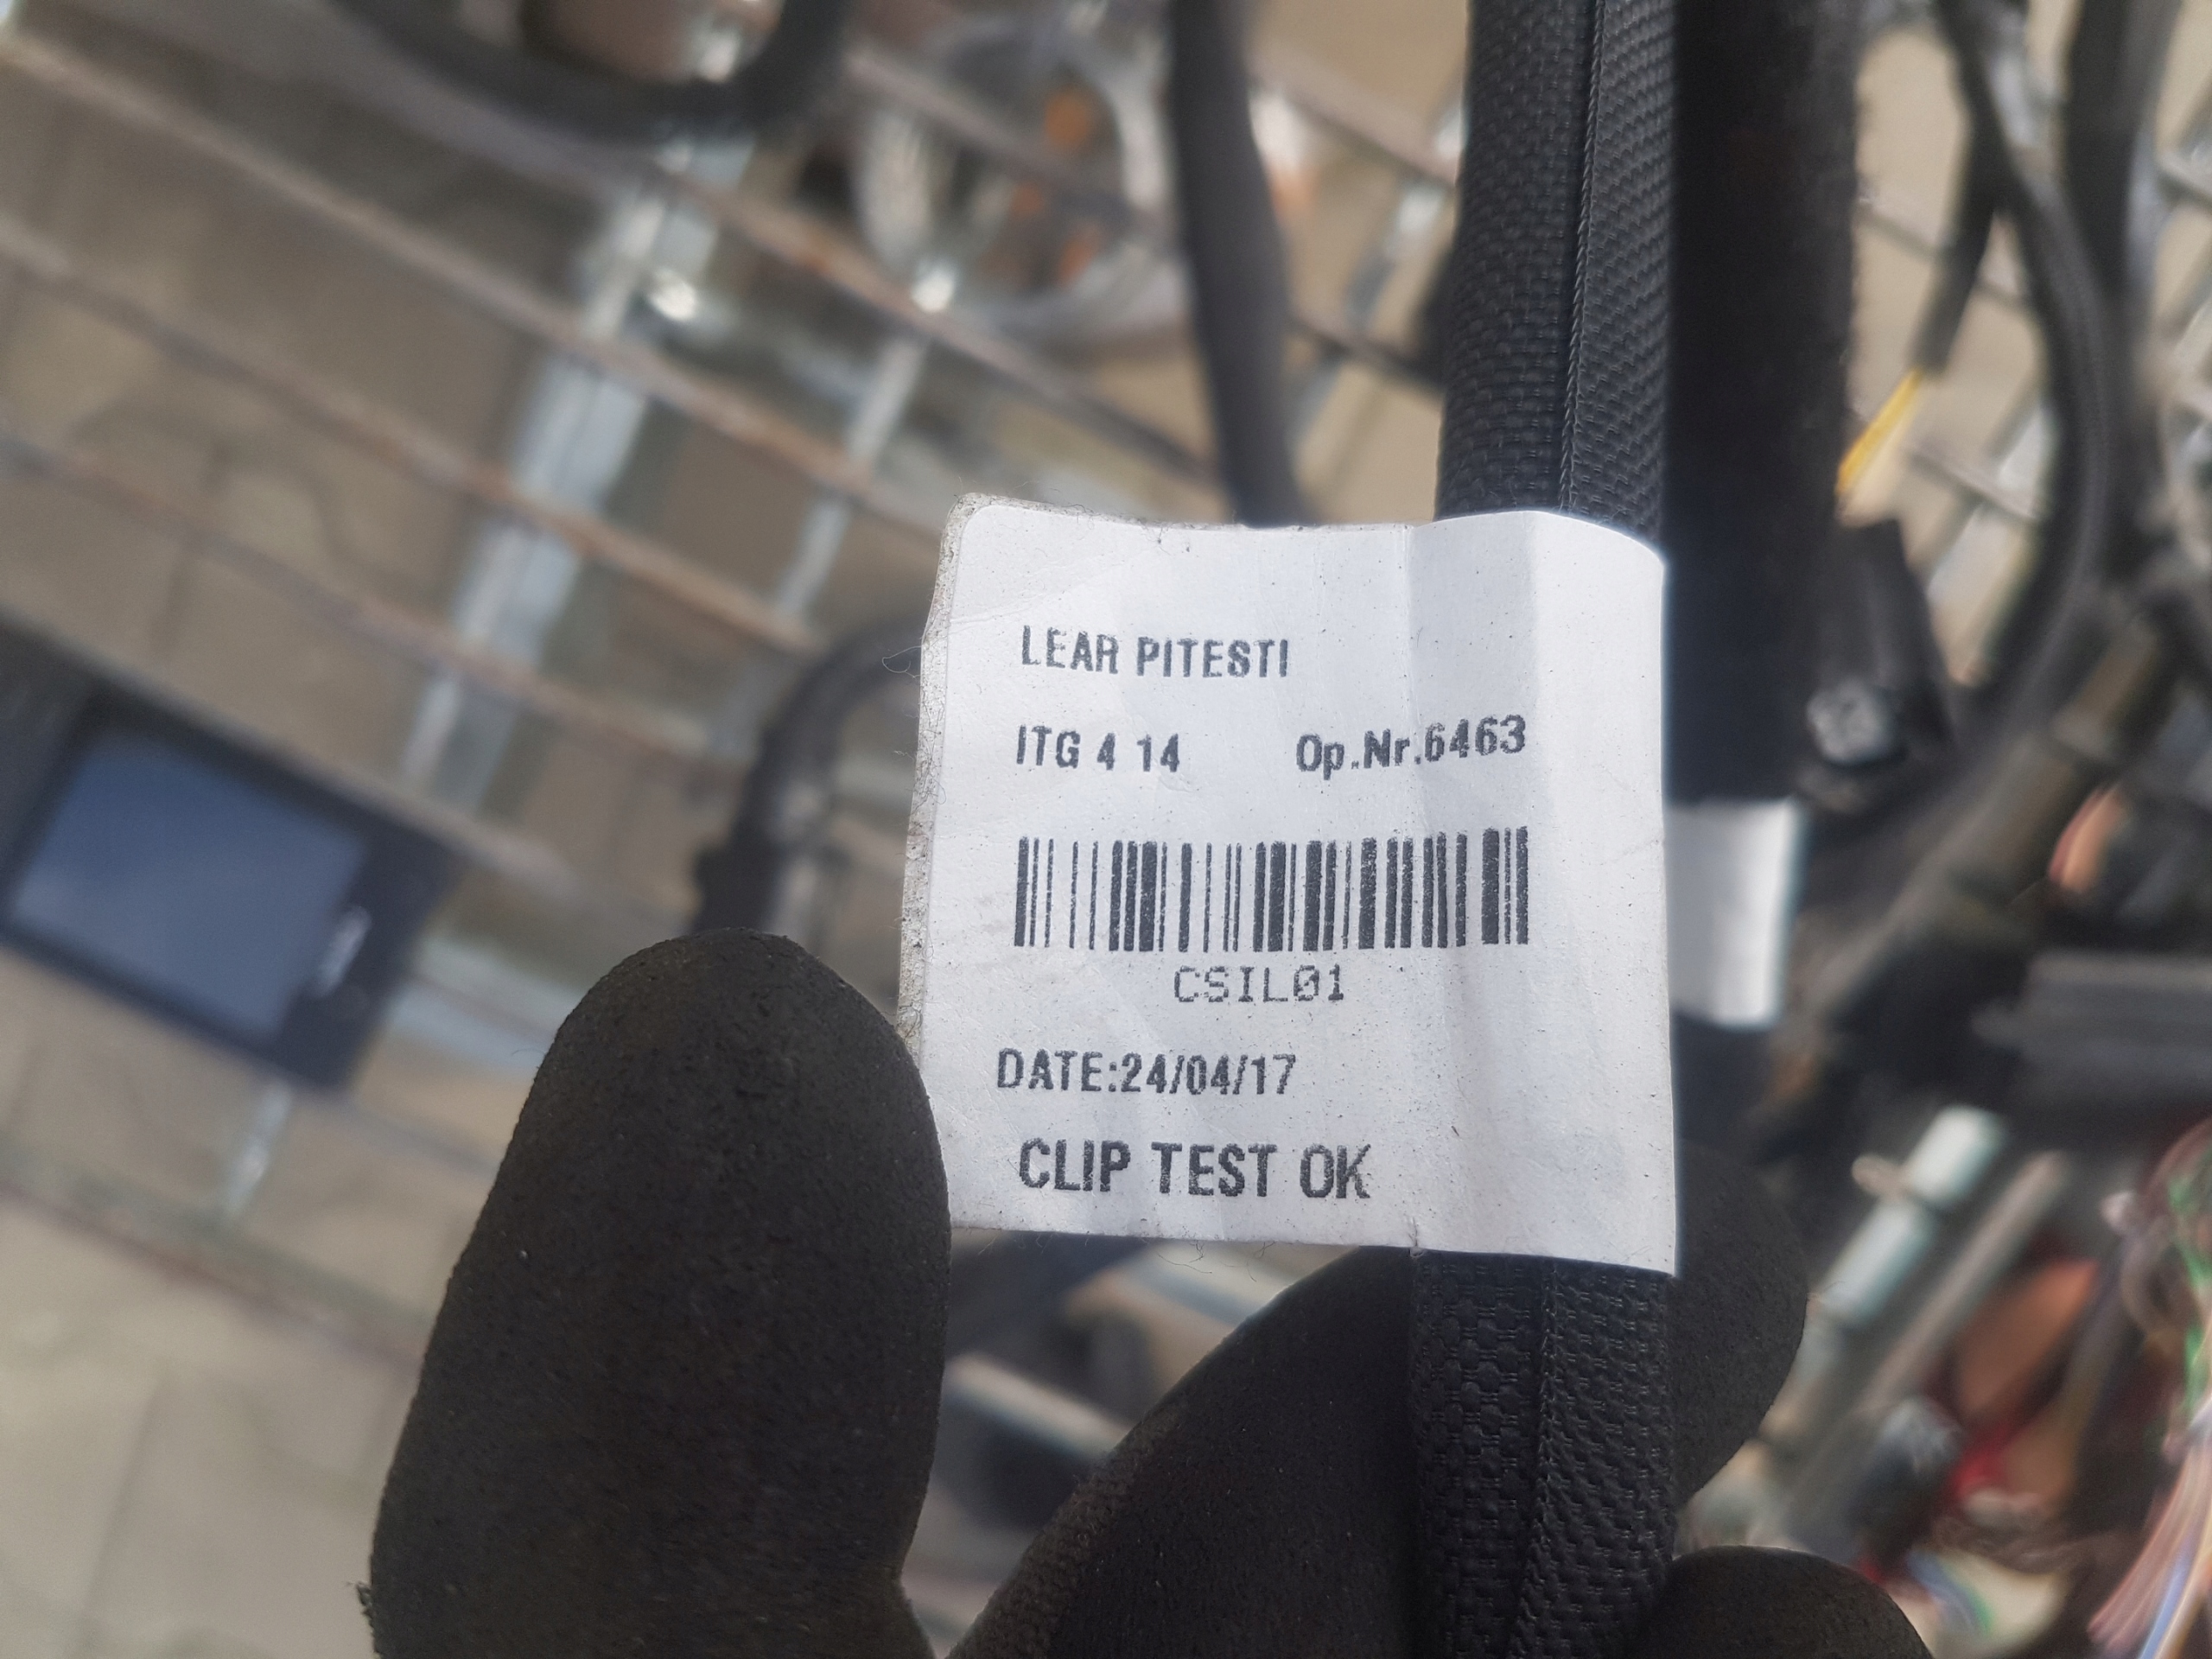 LEAR PITESTI
ITG 4 14 Op.Nr.6463
CSIL01
DATE:24/04/17
CLIP TEST OK